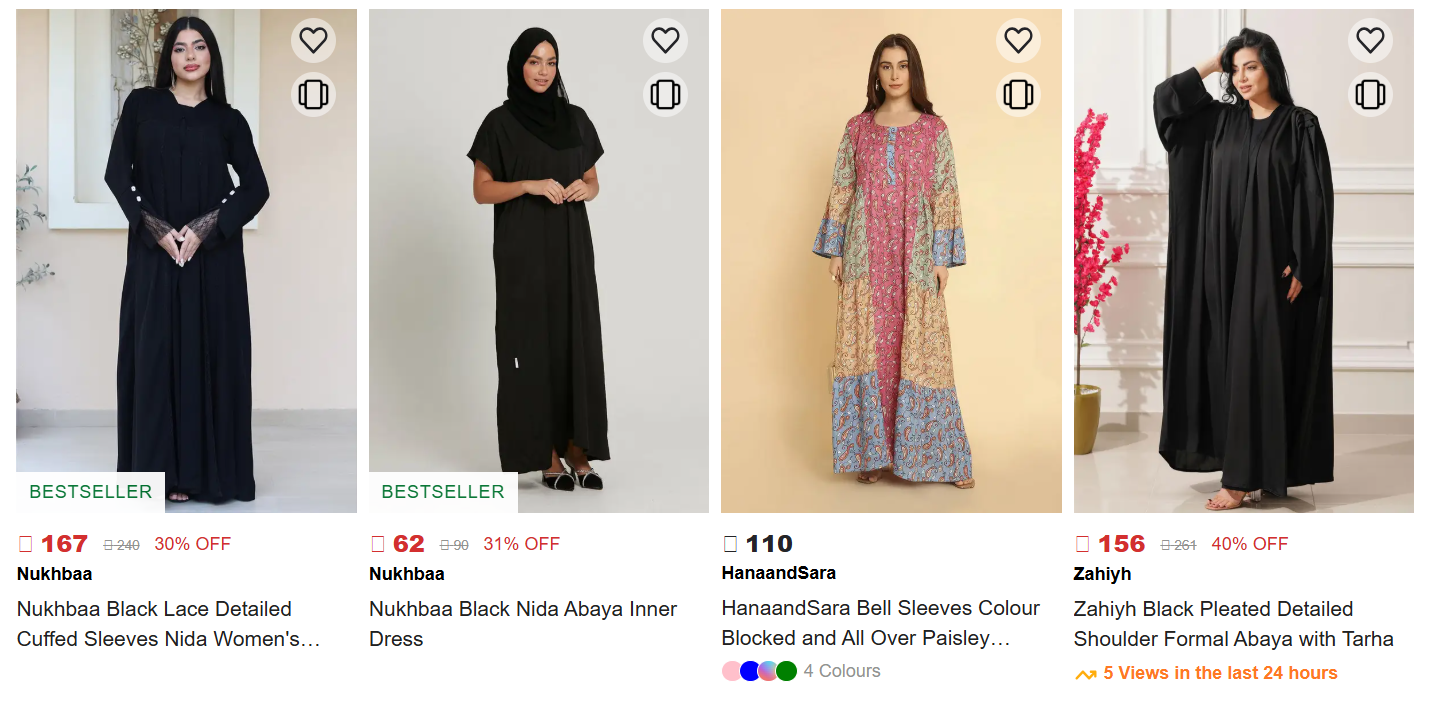 BESTSELLER
167 240 30% OFF
Nukhbaa
Nukhbaa Black Lace Detailed
Cuffed Sleeves Nida Women's...
BESTSELLER
62 90 31% OFF
Nukhbaa
Nukhbaa Black Nida Abaya Inner
Dress
110
HanaandSara
HanaandSara Bell Sleeves Colour
Blocked and All Over Paisley...
4 Colours
156 261 40% OFF
Zahiyh
Zahiyh Black Pleated Detailed
Shoulder Formal Abaya with Tarha
5 Views in the last 24 hours